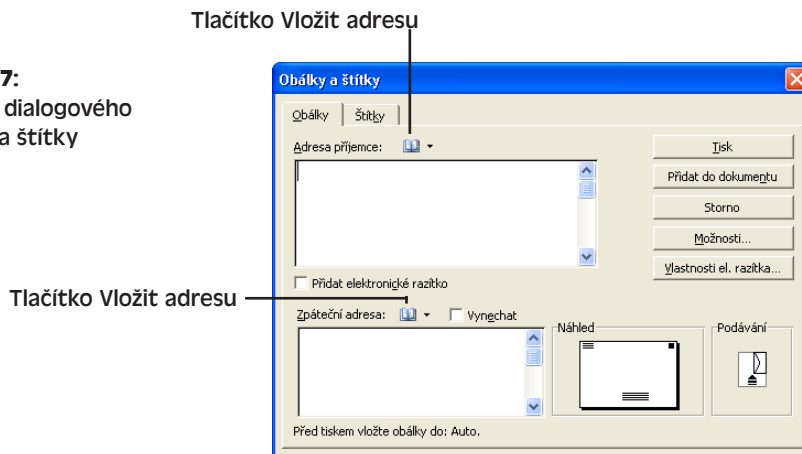 Tlačítko Vložit adresu
7:
dialogového
a štítky
Obálky a štítky
Obálky
Štítky
Adresa příjemce:
Tisk
Přidat do dokumentu
Storno
Možnosti...
Vlastnosti el. razítka...
Přidat elektronické razítko
Tlačítko Vložit adresu
Zpáteční adresa:
Vynechat
Náhled
Podávání
Před tiskem vložte obálky do: Auto.